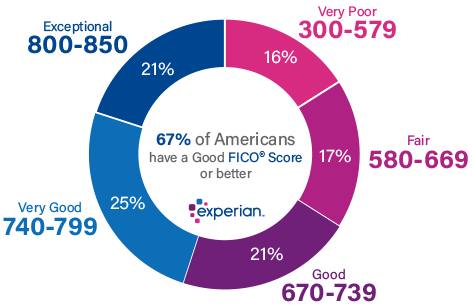 Very Poor
300-579
16%
Fair
580-669
17%
Good
670-739
21%
Very Good
740-799
25%
Exceptional
800-850
21%
67% of Americans
have a Good FICO® Score
or better
experian™